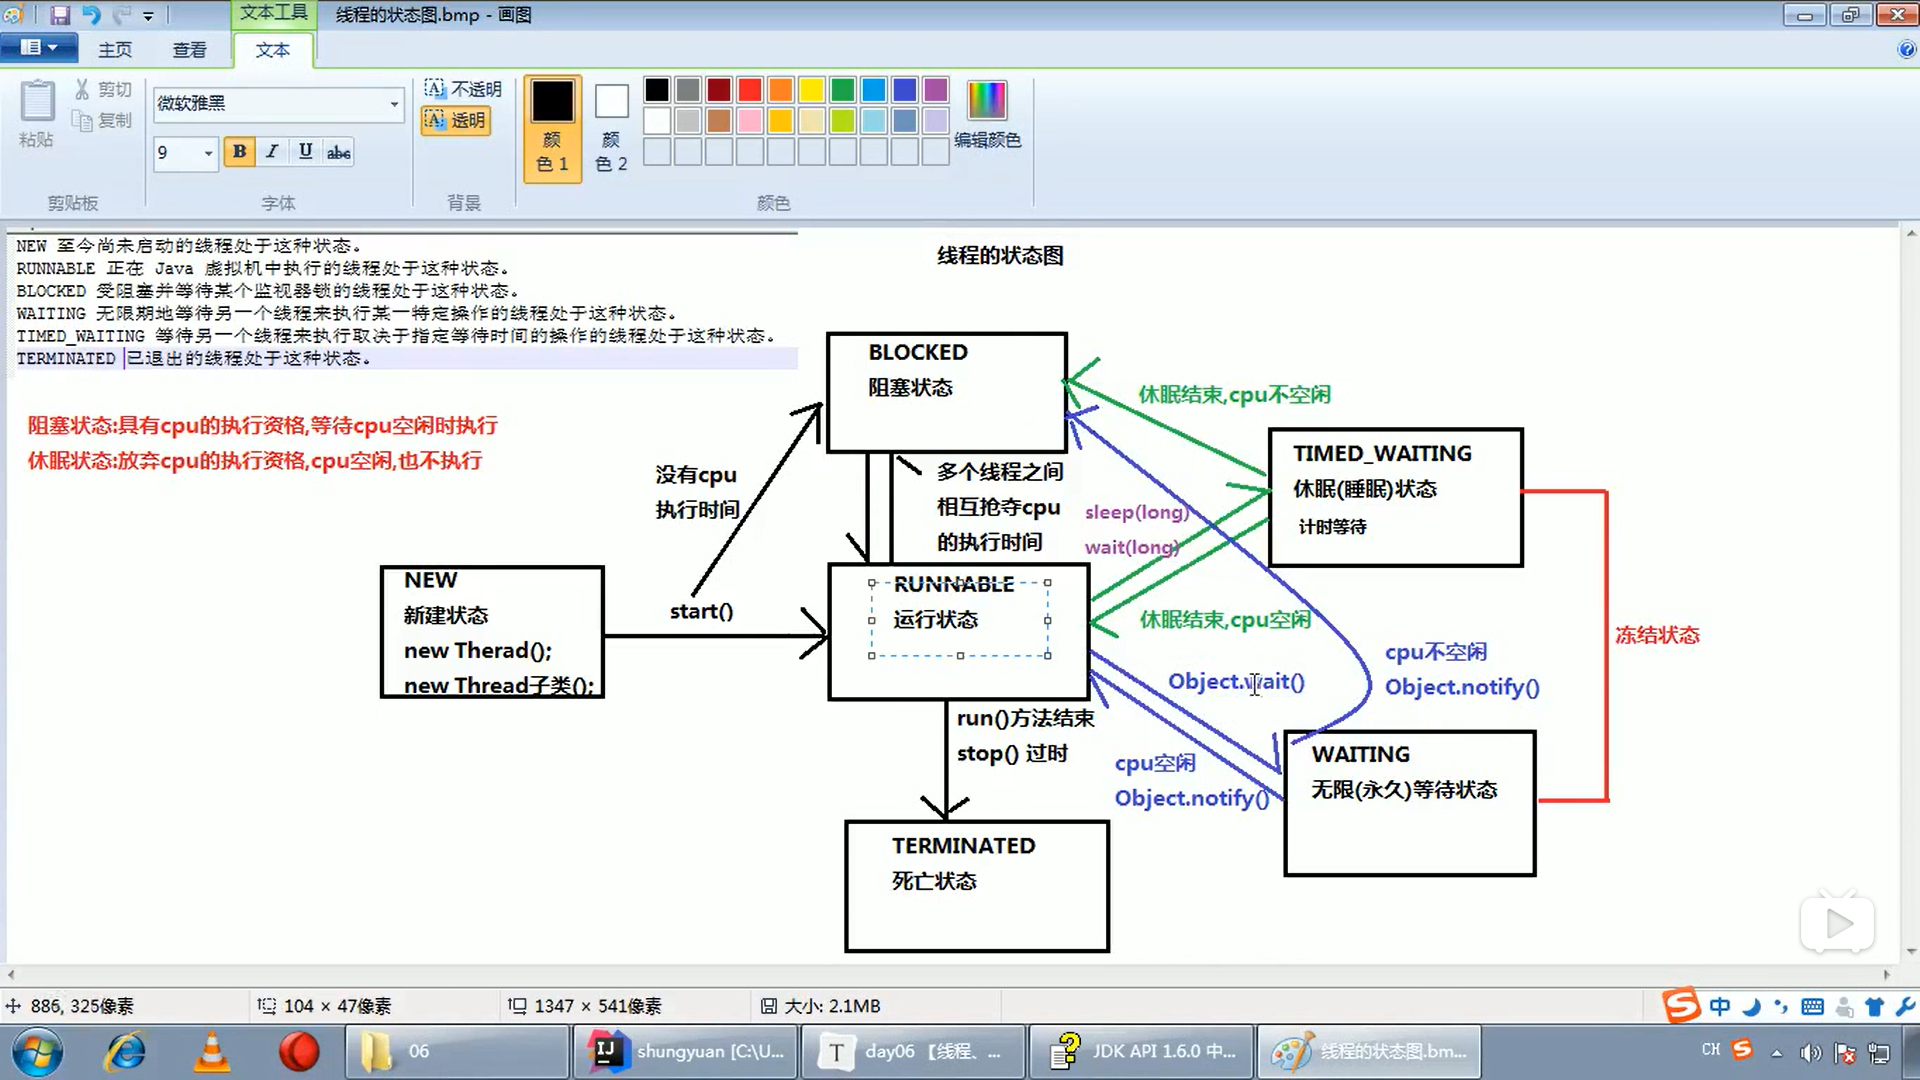 文本工具
线程的状态图.bmp - 画图
主页
查看
文本
粘贴
剪切
复制
剪贴板
微软雅黑
9
B I U abc
字体
不透明
透明
背景
颜
色 1
颜
色 2
编辑颜色
颜色
NEW 至今尚未启动的线程处于这种状态。
RUNNABLE 正在 Java 虚拟机中执行的线程处于这种状态。
BLOCKED 受阻塞并等待某个监视器锁的线程处于这种状态。
WAITING 无限期地等待另一个线程来执行某一特定操作的线程处于这种状态。
TIMED_WAITING 等待另一个线程来执行取决于指定等待时间的操作的线程处于这种状态。
TERMINATED 已退出的线程处于这种状态。
阻塞状态:具有cpu的执行资格,等待cpu空闲时执行
休眠状态:放弃cpu的执行资格,cpu空闲,也不执行
线程的状态图
BLOCKED
阻塞状态
休眠结束,cpu不空闲
没有cpu
执行时间
多个线程之间
相互抢夺cpu
的执行时间
sleep(long)
wait(long)
TIMED_WAITING
休眠(睡眠)状态
计时等待
NEW
新建状态
new Therad();
new Thread子类();
start()
RUNNABLE
运行状态
休眠结束,cpu空闲
冻结状态
cpu不空闲
Object.notify()
Object.wait()
run()方法结束
stop() 过时
cpu空闲
Object.notify()
WAITING
无限(永久)等待状态
TERMINATED
死亡状态
886, 325像素
104 × 47像素
1347 × 541像素
大小: 2.1MB
中
06
shungyuan [C:\U...
day06 【线程、...
JDK API 1.6.0 中...
线程的状态图.bm...
CH